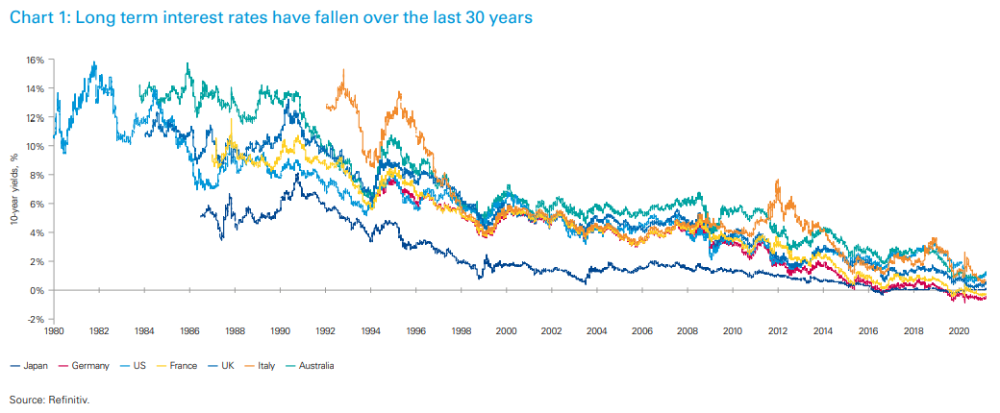 Chart 1: Long term interest rates have fallen over the last 30 years
16%
14%
12%
10%
8%
6%
4%
2%
0%
-2%
10-year yields, %
1980 1982 1984 1986 1988 1990 1992 1994 1996 1998 2000 2002 2004 2006 2008 2010 2012 2014 2016 2018 2020
Japan Germany US France UK Italy Australia
Source: Refinitiv.